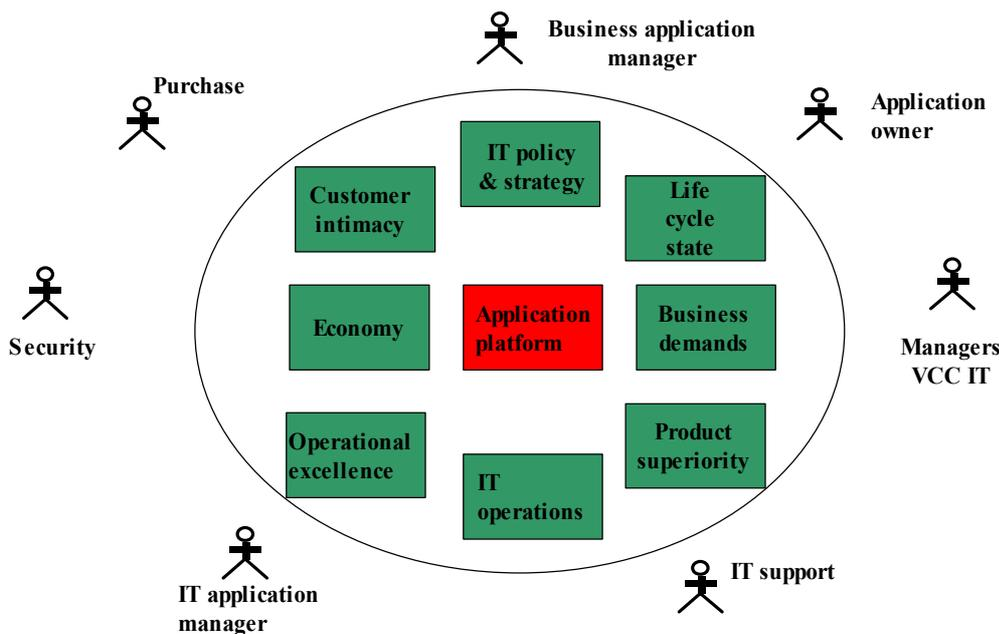 Business application
manager
Purchase
Application
owner
IT policy
& strategy
Customer
intimacy
Life
cycle
state
Security
Economy
Application
platform
Business
demands
Managers
VCC IT
Operational
excellence
Product
superiority
IT
operations
IT application
manager
IT support